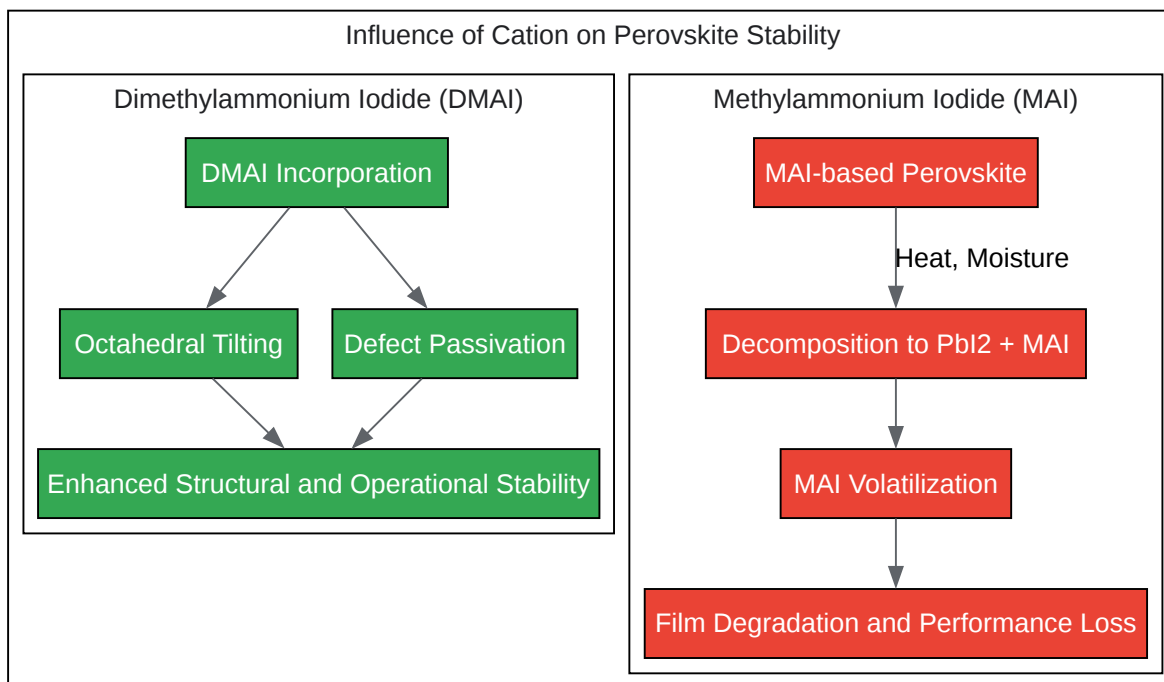 Influence of Cation on Perovskite Stability
Dimethylammonium Iodide (DMAI)
DMAI Incorporation
Octahedral Tilting
Defect Passivation
Enhanced Structural and Operational Stability
Methylammonium Iodide (MAI)
MAI-based Perovskite
Heat, Moisture
Decomposition to PbI2 + MAI
MAI Volatilization
Film Degradation and Performance Loss